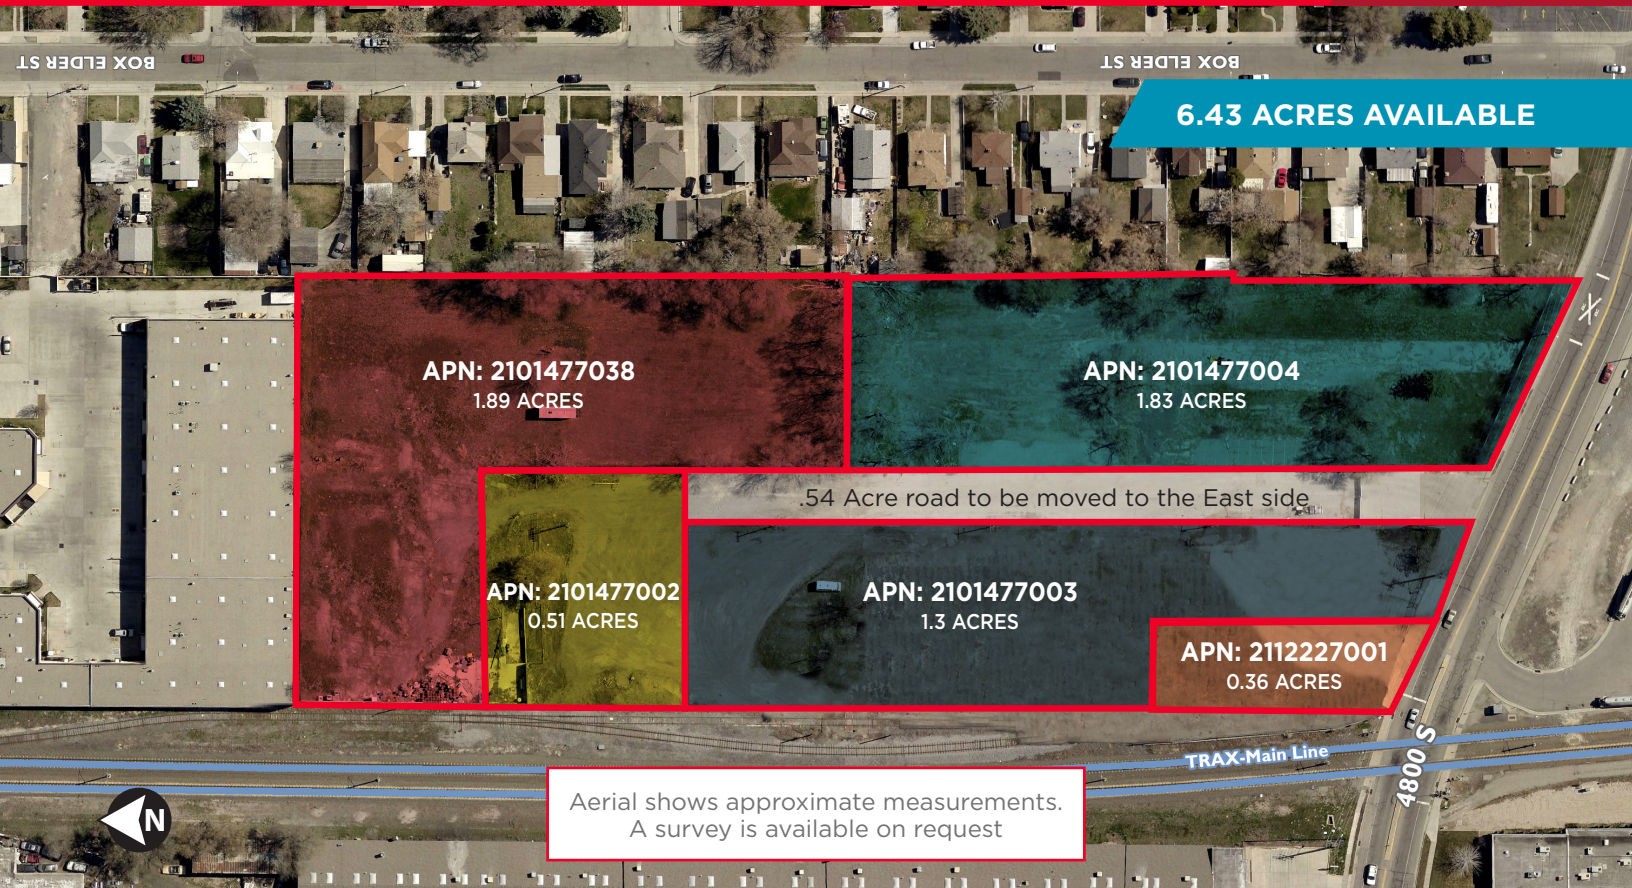 BOX ELDER ST
BOX ELDER ST
6.43 ACRES AVAILABLE
APN: 2101477038
1.89 ACRES
APN: 2101477004
1.83 ACRES
.54 Acre road to be moved to the East side
APN: 2101477002
0.51 ACRES
APN: 2101477003
1.3 ACRES
APN: 2112227001
0.36 ACRES
TRAX-Main Line
4800 S
Aerial shows approximate measurements.
A survey is available on request
N